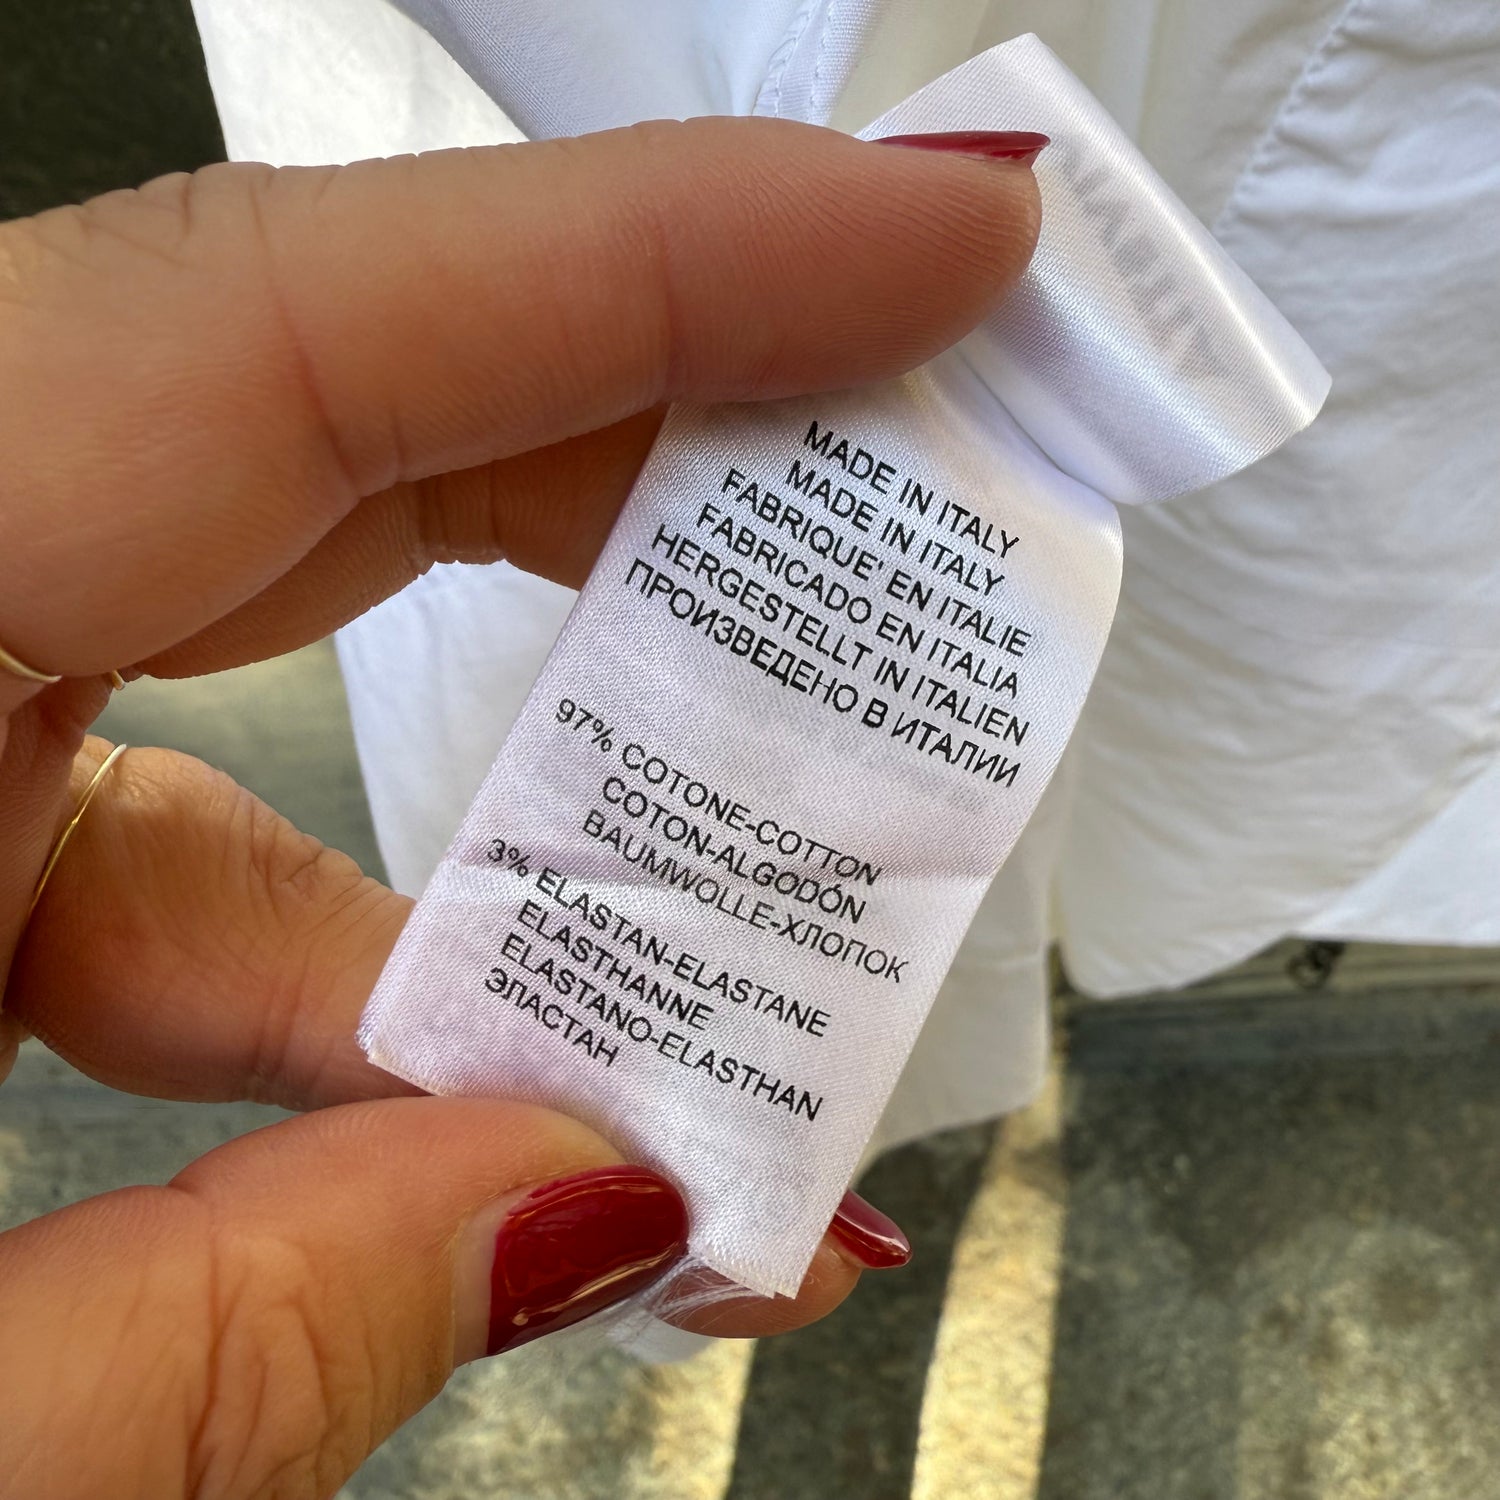 MADE IN ITALY
MADE IN ITALY
FABRIQUE' EN ITALIE
FABRICADO EN ITALIA
HERGESTELLT IN ITALIEN
ПРОИЗВЕДЕНО В ИТАЛИИ
97% COTONE-COTTON
COTON-ALGODÓN
BAUMWOLLE-ХЛОПОК
3% ELASTAN-ELASTANE
ELASTHANNE
ELASTANO-ELASTHAN
ЭЛАСТАН